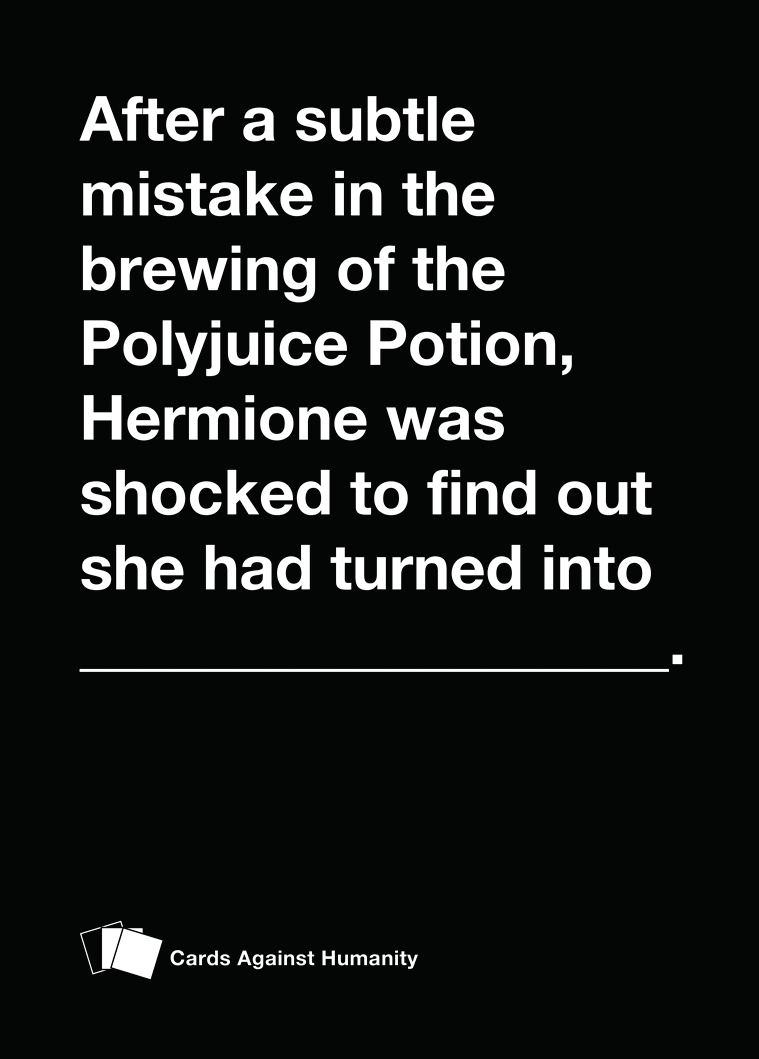 After a subtle
mistake in the
brewing of the
Polyjuice Potion,
Hermione was
shocked to find out
she had turned into
____________________.
Cards Against Humanity